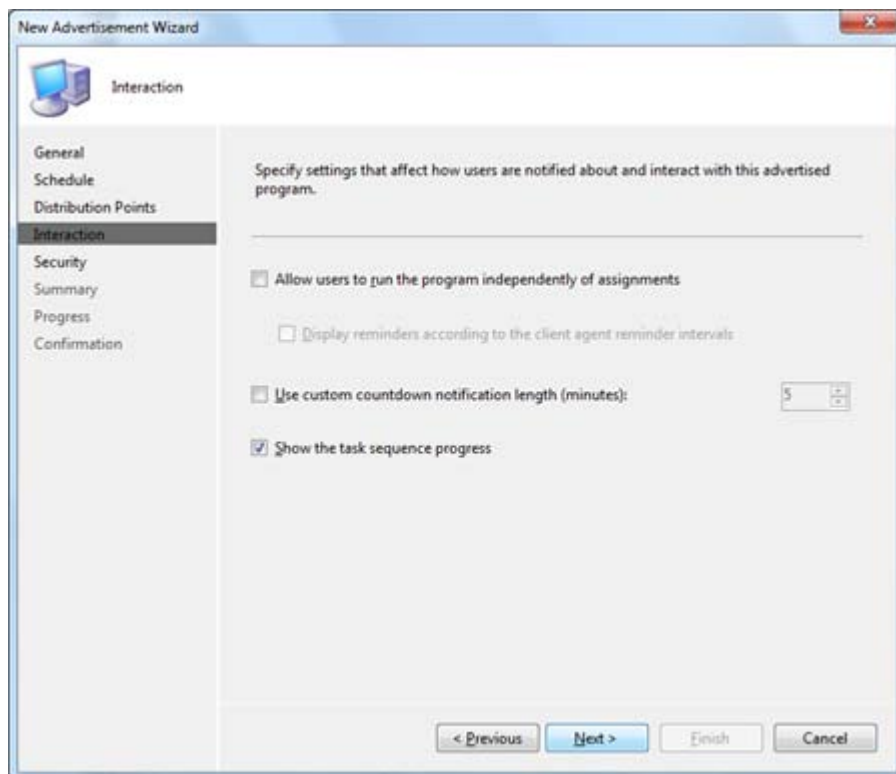 New Advertisement Wizard
Interaction
General
Schedule
Distribution Points
Interaction
Security
Summary
Progress
Confirmation
Specify settings that affect how users are notified about and interact with this advertised
program.
Allow users to run the program independently of assignments
Display reminders according to the client agent reminder intervals
Use custom countdown notification length (minutes):
5
Show the task sequence progress
< Previous
Next >
Finish
Cancel